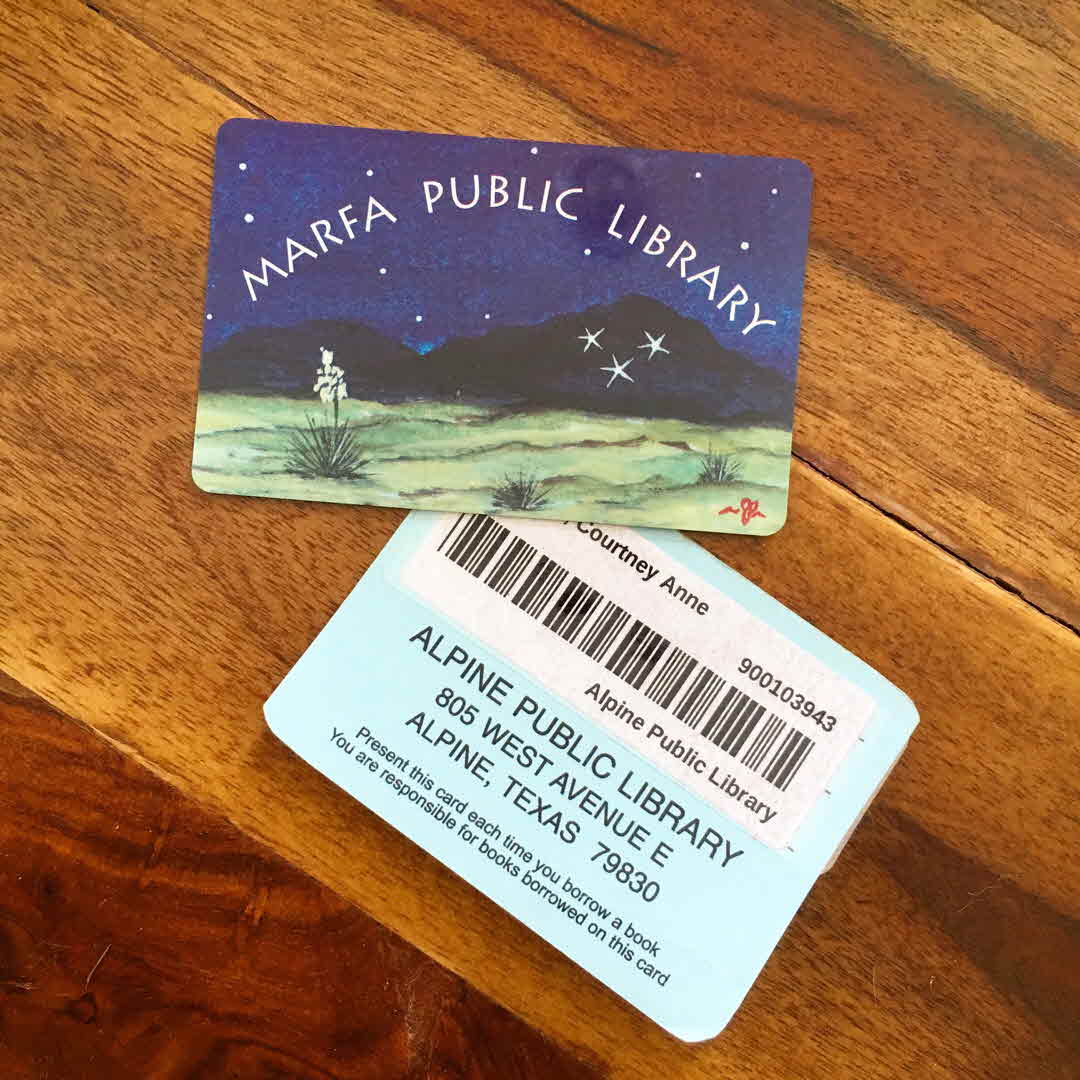 MARFA PUBLIC LIBRARY
Courtney Anne
900103943
Alpine Public Library
ALPINE PUBLIC LIBRARY
805 WEST AVENUE E
ALPINE, TEXAS 79830
Present this card each time you borrow a book
You are responsible for books borrowed on this card